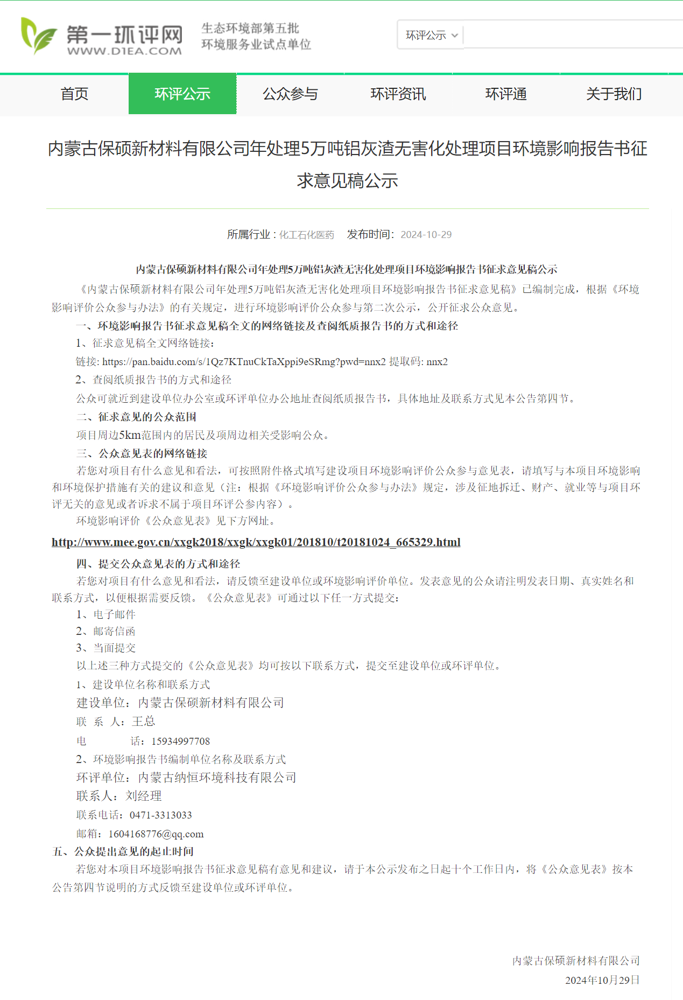 第一环评网
WWW.D1EA.COM
生态环境部第五批
环境服务业试点单位
环评公示
首页 环评公示 公众参与 环评资讯 环评通 关于我们
内蒙古保硕新材料有限公司年处理5万吨铝灰渣无害化处理项目环境影响报告书征
求意见稿公示
所属行业 : 化工石化医药 发布时间：2024-10-29
内蒙古保硕新材料有限公司年处理5万吨铝灰渣无害化处理项目环境影响报告书征求意见稿公示
《内蒙古保硕新材料有限公司年处理5万吨铝灰渣无害化处理项目环境影响报告书征求意见稿》已编制完成，根据《环境
影响评价公众参与办法》的有关规定，进行环境影响评价公众参与第二次公示，公开征求公众意见。
一、环境影响报告书征求意见稿全文的网络链接及查阅纸质报告书的方式和途径
1、征求意见稿全文网络链接：
链接: https://pan.baidu.com/s/1Qz7KTnuCkTaXppi9eSRmg?pwd=nnx2 提取码: nnx2
2、查阅纸质报告书的方式和途径
公众可就近到建设单位办公室或环评单位办公地址查阅纸质报告书，具体地址及联系方式见本公告第四节。
二、征求意见的公众范围
项目周边5km范围内的居民及项周边相关受影响公众。
三、公众意见表的网络链接
若您对项目有什么意见和看法，可按照附件格式填写建设项目环境影响评价公众参与意见表，请填写与本项目环境影响
和环境保护措施有关的建议和意见（注：根据《环境影响评价公众参与办法》规定，涉及征地拆迁、财产、就业等与项目环
评无关的意见或者诉求不属于项目环评公参内容）。
环境影响评价《公众意见表》见下方网址。
http://www.mee.gov.cn/xxgk2018/xxgk/xxgk01/201810/t20181024_665329.html
四、提交公众意见表的方式和途径
若您对项目有什么意见和看法，请反馈至建设单位或环境影响评价单位。发表意见的公众请注明发表日期、真实姓名和
联系方式，以便根据需要反馈。《公众意见表》可通过以下任一方式提交：
1、电子邮件
2、邮寄信函
3、当面提交
以上述三种方式提交的《公众意见表》均可按以下联系方式，提交至建设单位或环评单位。
1、建设单位名称和联系方式
建设单位：内蒙古保硕新材料有限公司
联 系 人：王总
电 话：15934997708
2、环境影响报告书编制单位名称及联系方式
环评单位：内蒙古纳恒环境科技有限公司
联系人：刘经理
联系电话：0471-3313033
邮箱：1604168776@qq.com
五、公众提出意见的起止时间
若您对本项目环境影响报告书征求意见稿有意见和建议，请于本公示发布之日起十个工作日内，将《公众意见表》按本
公告第四节说明的方式反馈至建设单位或环评单位。
内蒙古保硕新材料有限公司
2024年10月29日